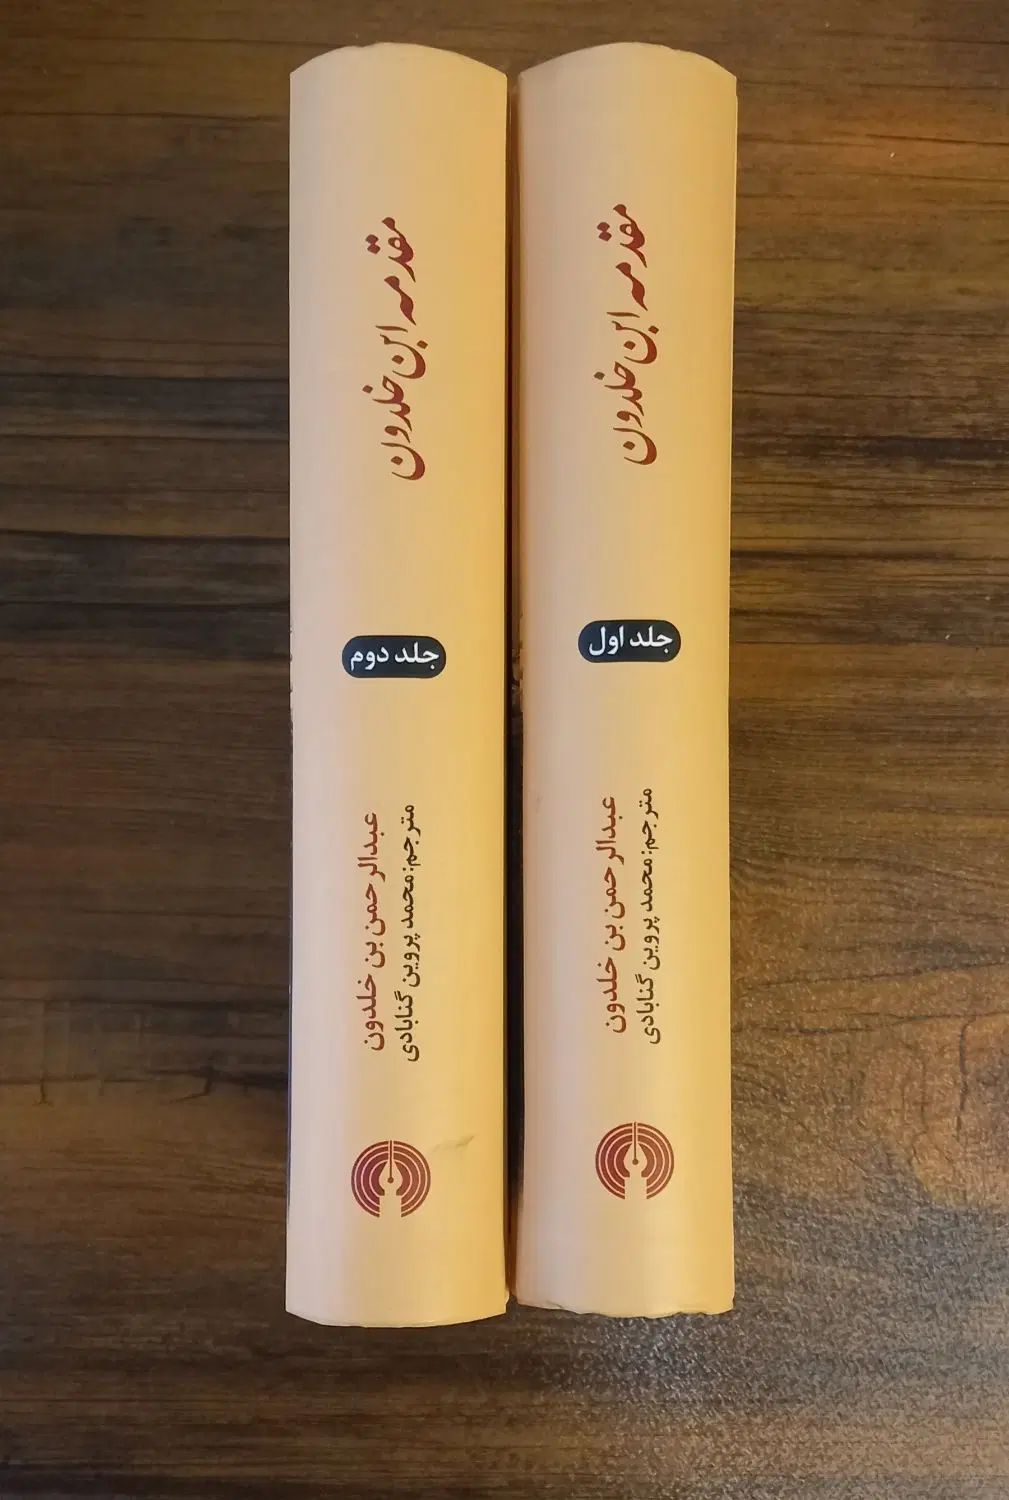 مقدمه ابن خلدون
جلد اول
عبدالرحمن بن خلدون
مترجم: محمد پروین گنابادی
مقدمه ابن خلدون
جلد دوم
عبدالرحمن بن خلدون
مترجم: محمد پروین گنابادی